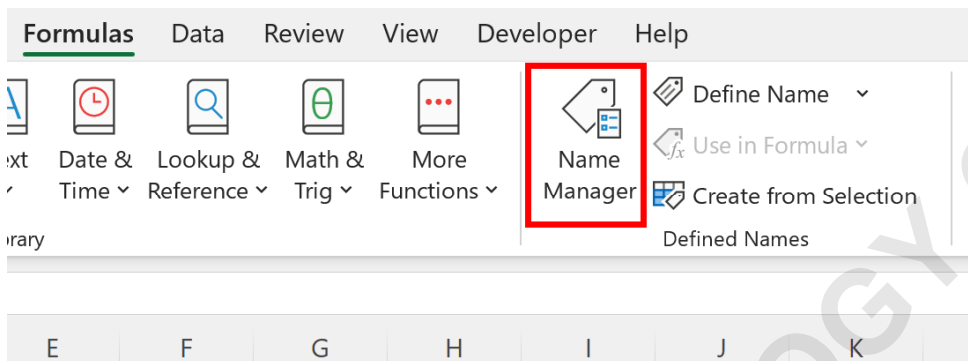 Formulas Data Review View Developer Help
Date & Time
Lookup & Reference
Math & Trig
More Functions
Name Manager
Define Name
Use in Formula
Create from Selection
Defined Names
E F G H I J K